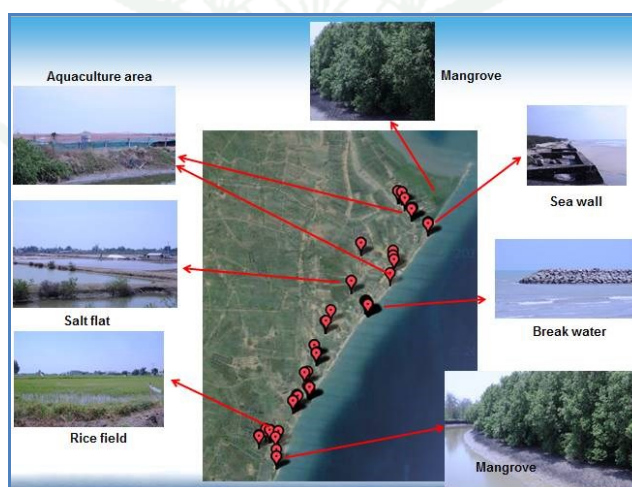 Aquaculture area
Mangrove
Sea wall
Salt flat
Break water
Rice field
Mangrove